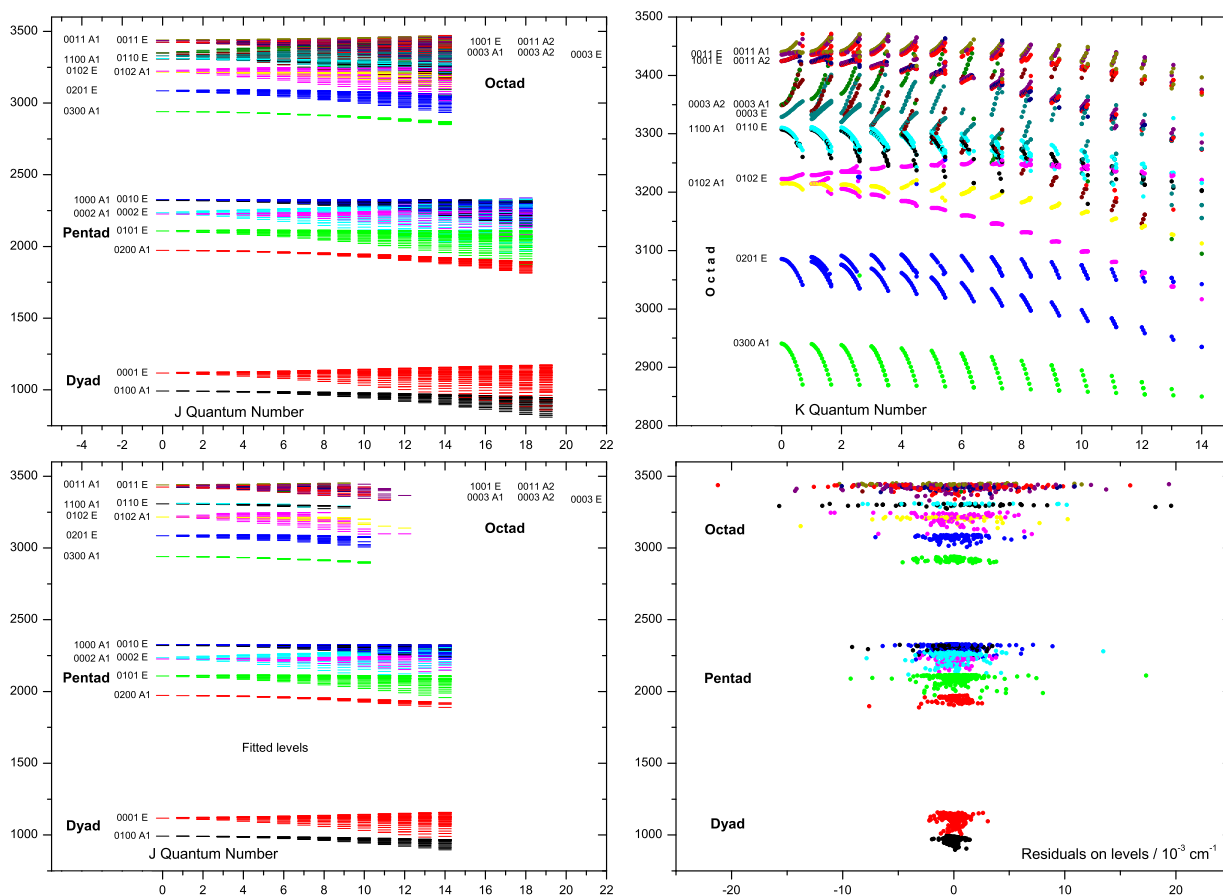 3500
3000
2500
2000
1500
1000
0011 A1 0011 E
1100 A1 0110 E
0102 E 0102 A1
0201 E
0300 A1
1001 E 0011 A2
0003 A1 0003 A2 0003 E
Octad
1000 A1 0010 E
0002 A1 0002 E
Pentad 0101 E
0200 A1
0001 E
Dyad
0100 A1
J Quantum Number
-4 -2 0 2 4 6 8 10 12 14 16 18 20 22
3500
3400
3300
3200
3100
3000
2900
2800
0011 E 0011 A1
1001 E 0011 A2
0003 A2 0003 A1
0003 E
1100 A1 0110 E
0102 E
0102 A1
0201 E
0300 A1
Octad
K Quantum Number
0 2 4 6 8 10 12 14
3500
3000
2500
2000
1500
1000
0011 A1 0011 E
1100 A1 0110 E
0102 E 0102 A1
0201 E
0300 A1
1001 E 0011 A2
0003 A1 0003 A2 0003 E
Octad
1000 A1 0010 E
0002 A1 0002 E
Pentad 0101 E
0200 A1
Fitted levels
0001 E
Dyad
0100 A1
J Quantum Number
0 2 4 6 8 10 12 14 16 18 20 22
3500
3000
2500
2000
1500
1000
Octad
Pentad
Dyad
Residuals on levels / 10⁻³ cm⁻¹
-20 -10 0 10 20